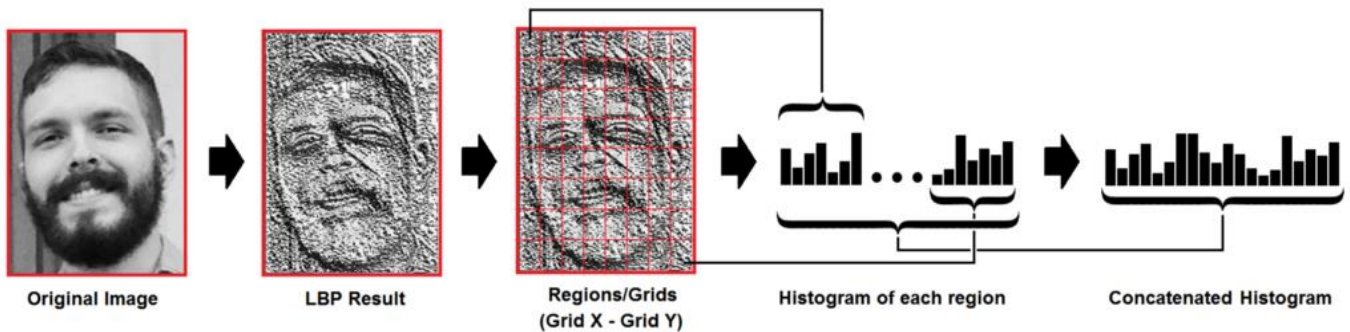 Original Image
LBP Result
Regions/Grids
(Grid X - Grid Y)
Histogram of each region
Concatenated Histogram